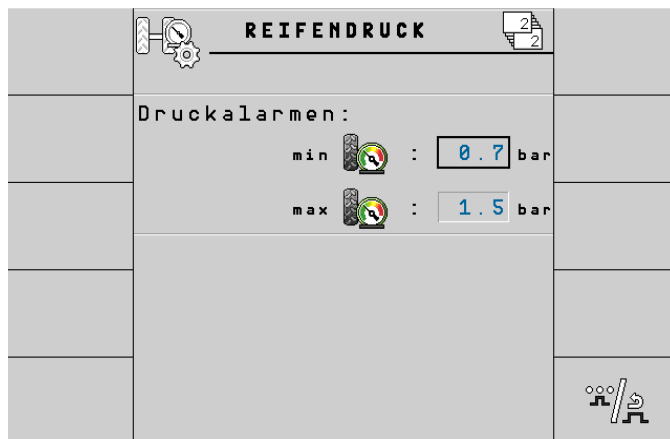 REIFENDRUCK
2
2
Druckalarmen:
min : 0.7 bar
max : 1.5 bar